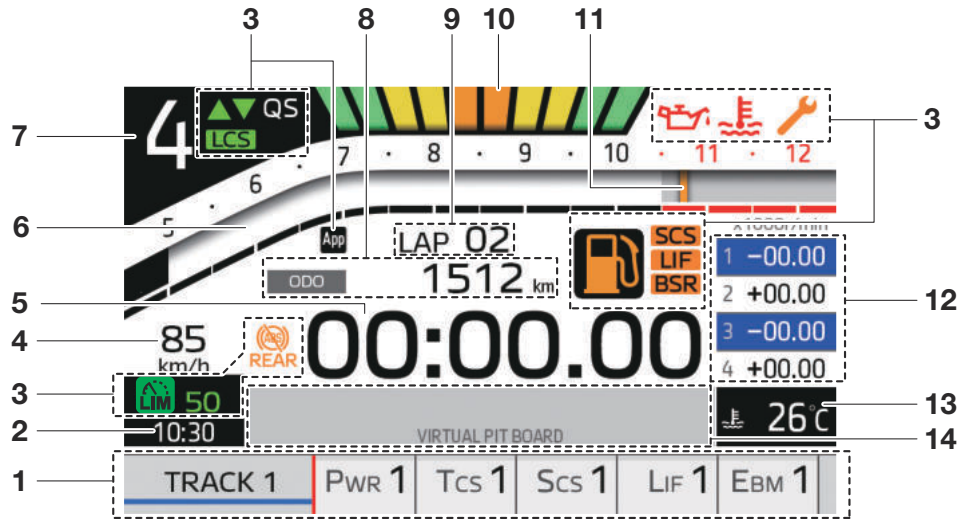 3 8 9 10 11
7 4 QS 3
LCS
7 · 8 · 9 · 10 · 11 · 12
6
5
6 App LAP 02 SCS
x1000r/min
ODO 1512 km LIF
BSR
1 -00.00
2 +00.00
12
3 -00.00
4 +00.00
5 00:00.00
4 85 ABS
km/h REAR
3 LIM 50
26°C 13
2 10:30 VIRTUAL PIT BOARD 14
1 TRACK 1 PWR 1 TCS 1 SCS 1 LIF 1 EBM 1